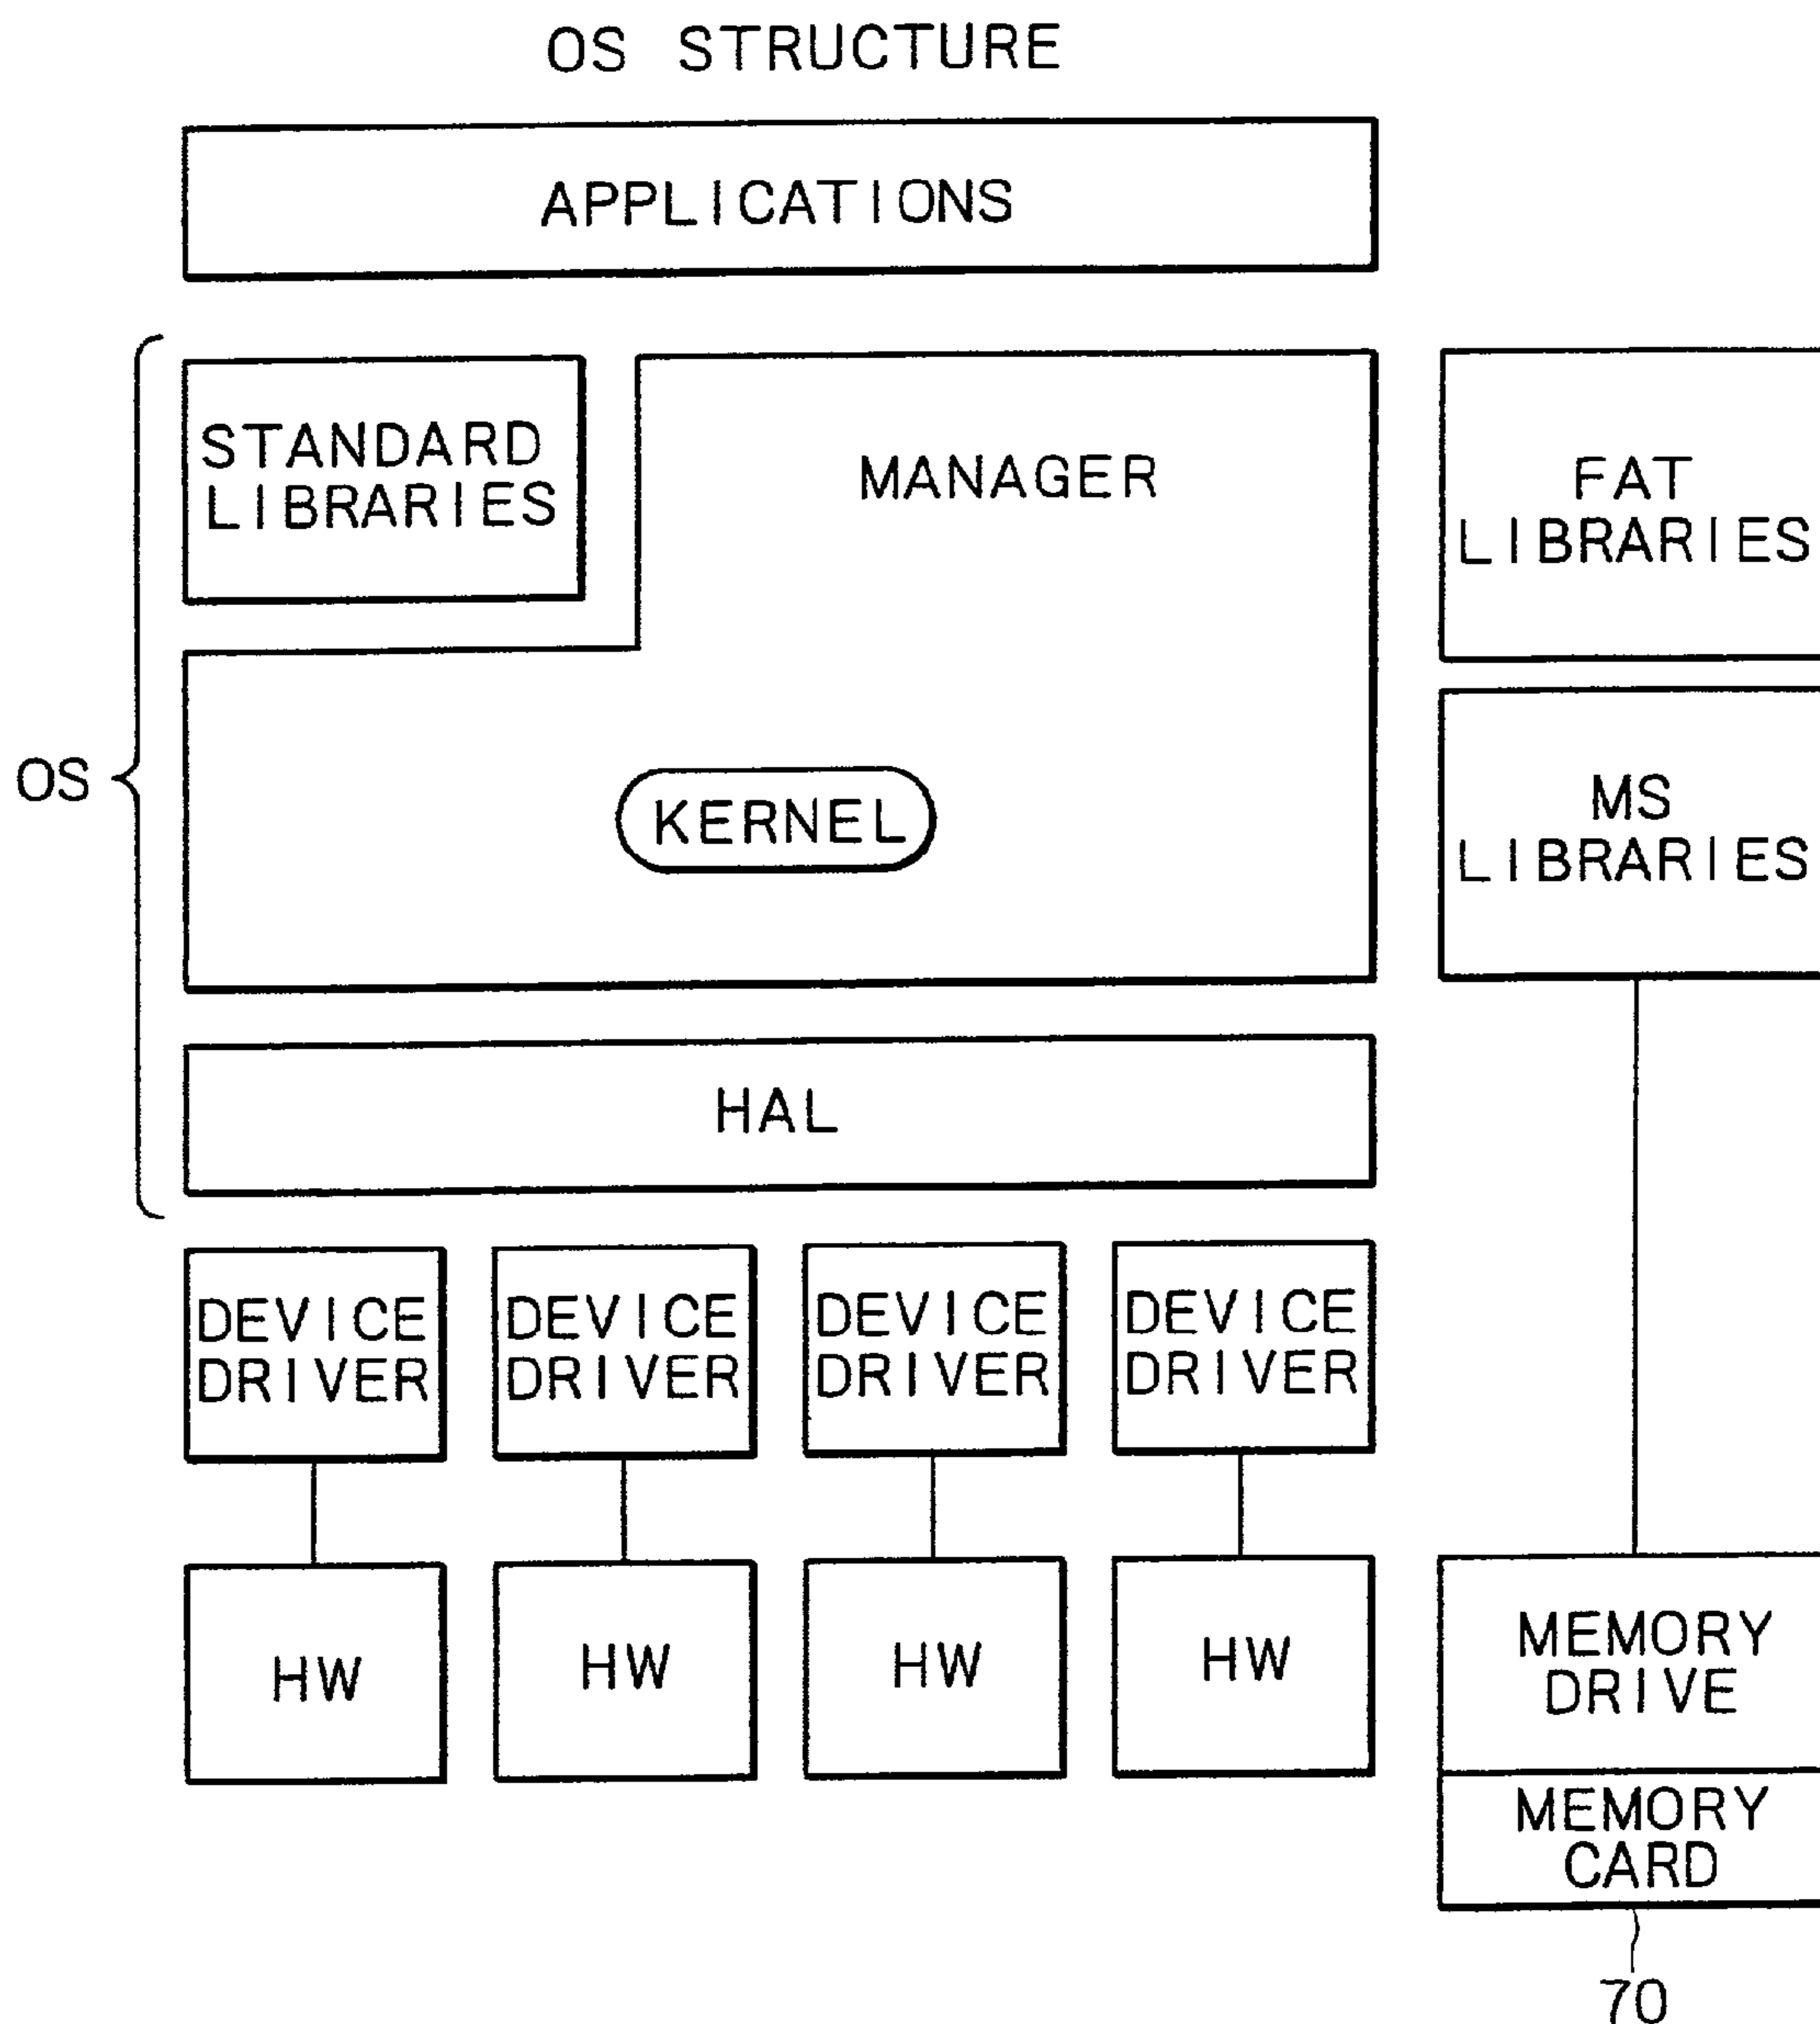 OS STRUCTURE
APPLICATIONS
OS
STANDARD
LIBRARIES
MANAGER
KERNEL
FAT
LIBRARIES
MS
LIBRARIES
HAL
DEVICE
DRIVER
DEVICE
DRIVER
DEVICE
DRIVER
DEVICE
DRIVER
HW
HW
HW
HW
MEMORY
DRIVE
MEMORY
CARD
70